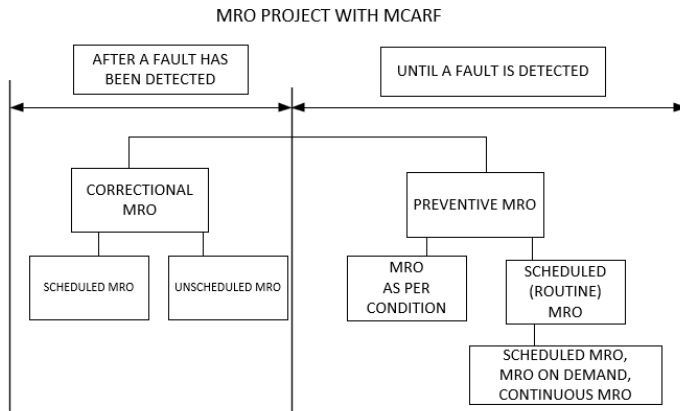 MRO PROJECT WITH MCARF
AFTER A FAULT HAS
BEEN DETECTED
UNTIL A FAULT IS DETECTED
CORRECTIONAL
MRO
PREVENTIVE MRO
SCHEDULED MRO
UNSCHEDULED MRO
MRO
AS PER
CONDITION
SCHEDULED
(ROUTINE)
MRO
SCHEDULED MRO,
MRO ON DEMAND,
CONTINUOUS MRO